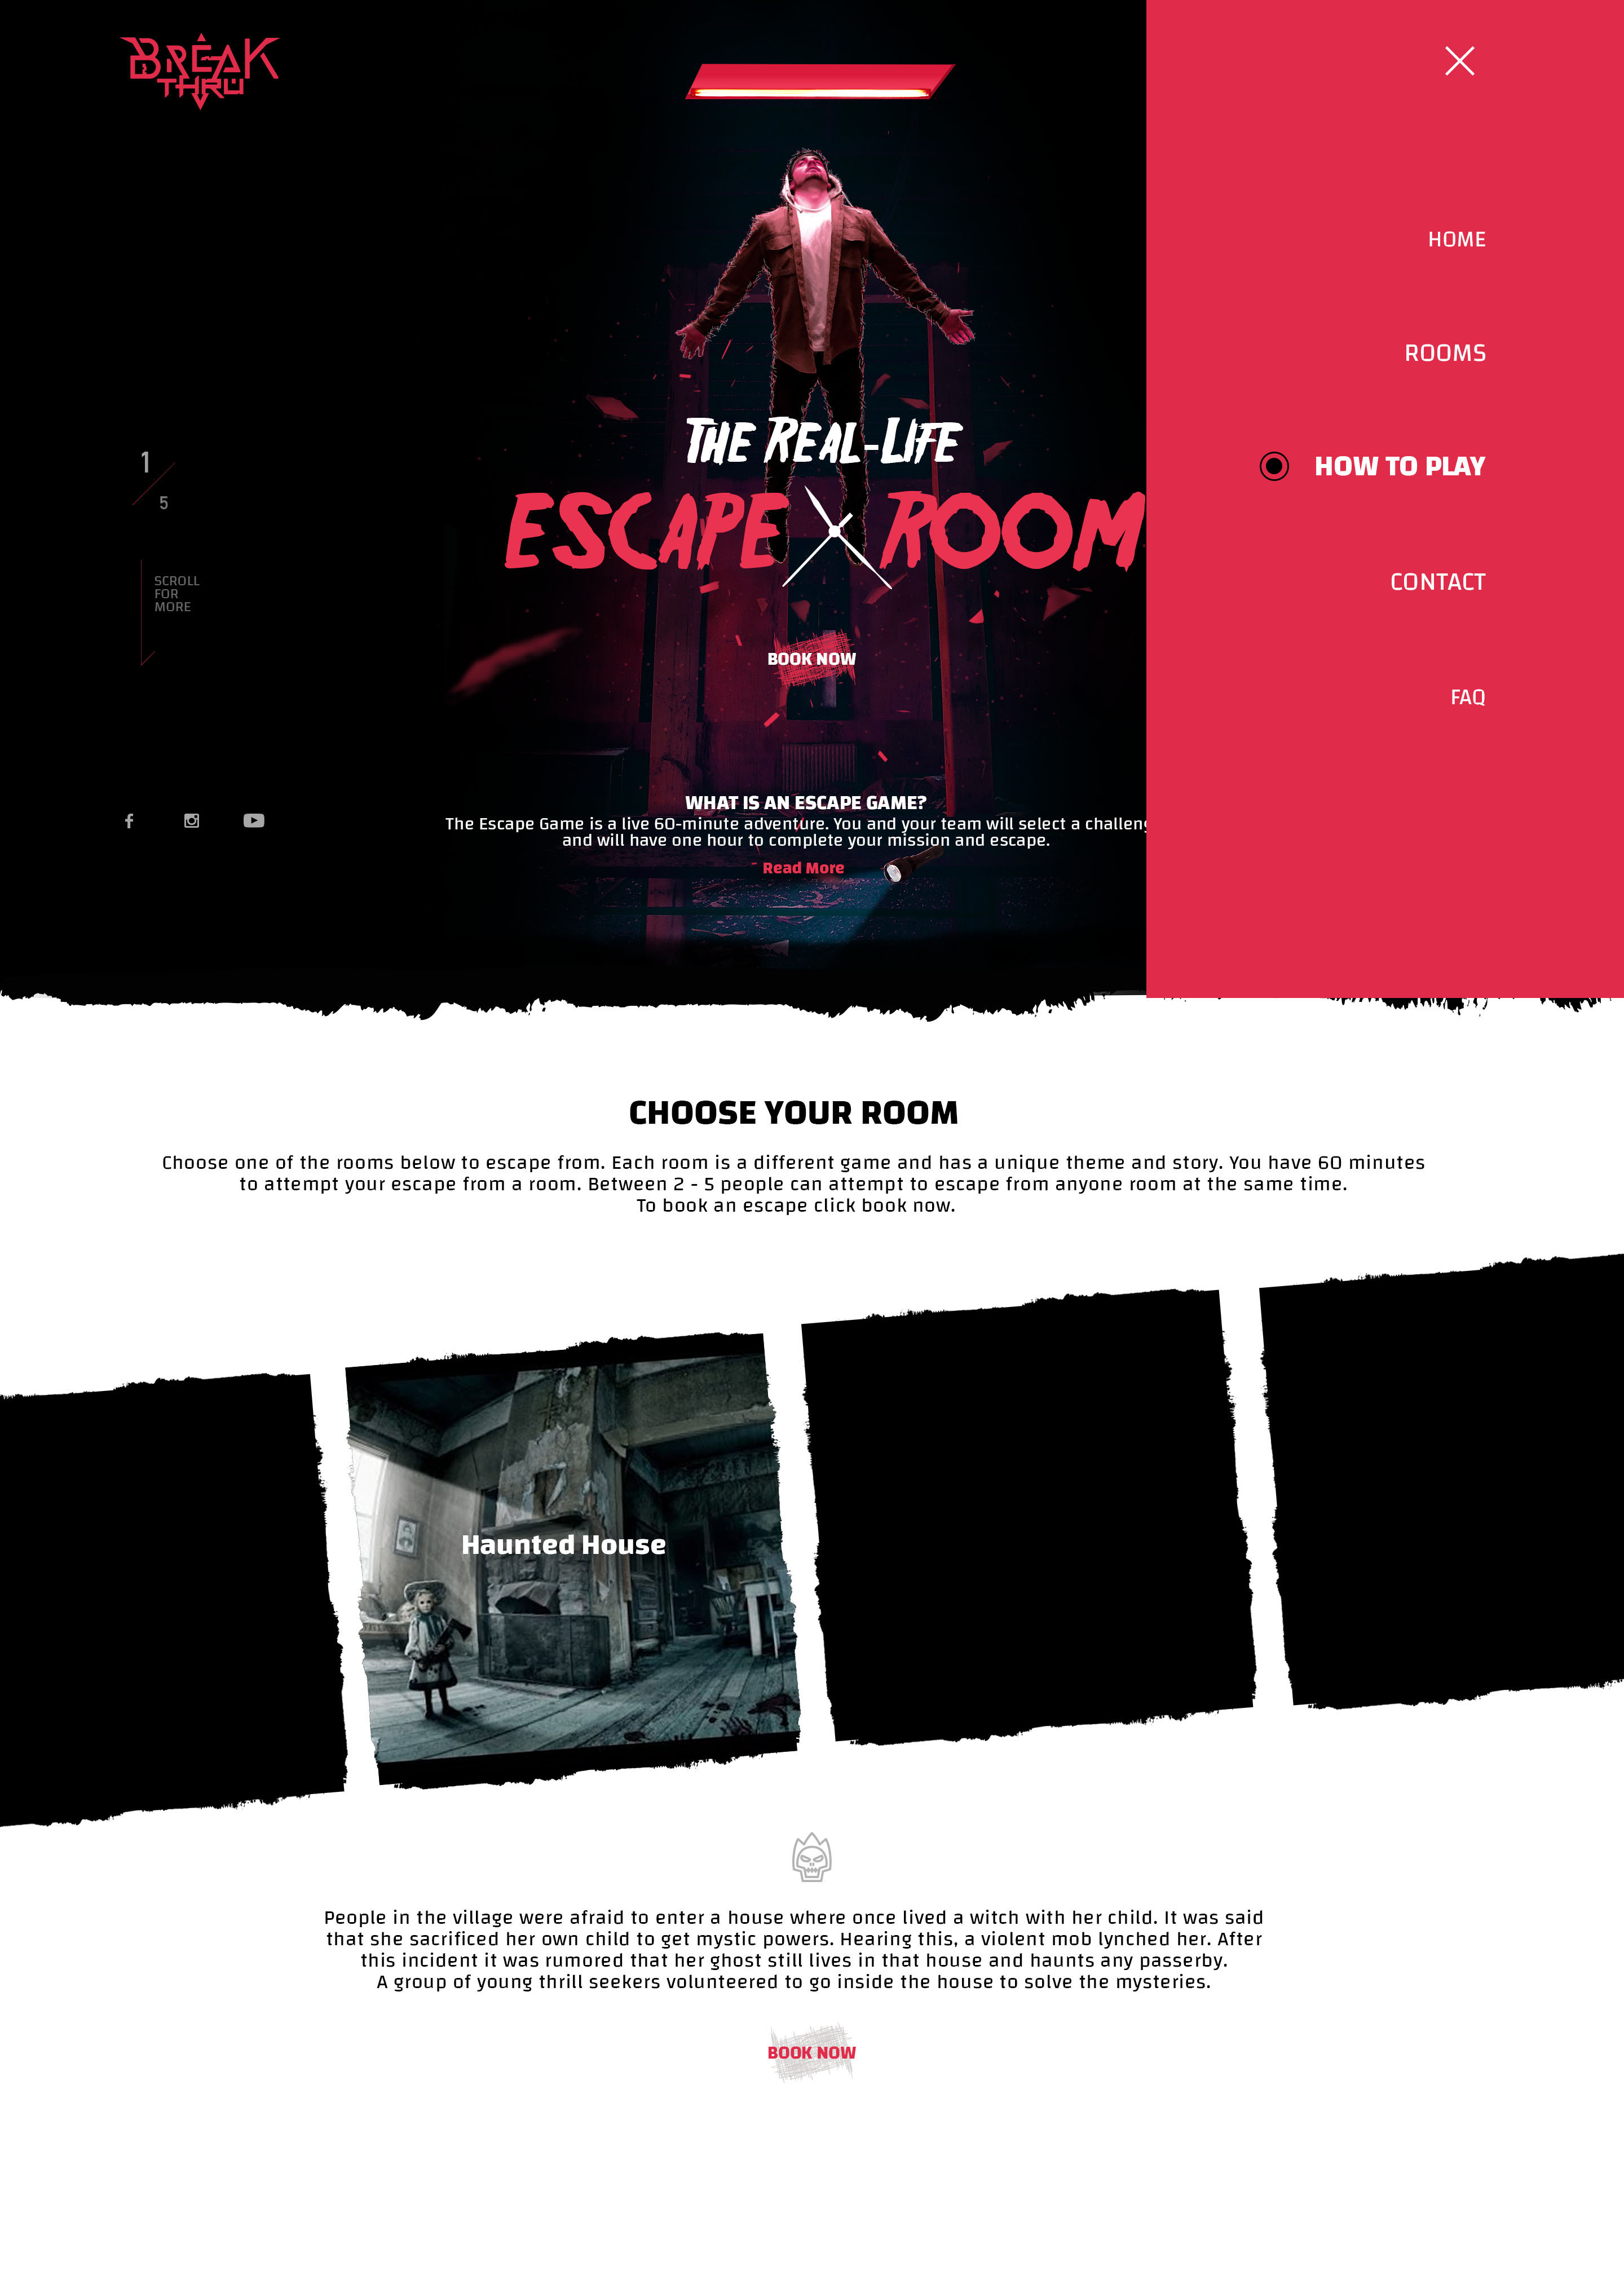 BREAK
THRU
HOME
ROOMS
HOW TO PLAY
CONTACT
FAQ
THE REAL-LIFE
ESCAPE ROOM
1
5
SCROLL
FOR
MORE
BOOK NOW
WHAT IS AN ESCAPE GAME?
The Escape Game is a live 60-minute adventure. You and your team will select a challeng
and will have one hour to complete your mission and escape.
Read More
CHOOSE YOUR ROOM
Choose one of the rooms below to escape from. Each room is a different game and has a unique theme and story. You have 60 minutes
to attempt your escape from a room. Between 2 - 5 people can attempt to escape from anyone room at the same time.
To book an escape click book now.
Haunted House
People in the village were afraid to enter a house where once lived a witch with her child. It was said
that she sacrificed her own child to get mystic powers. Hearing this, a violent mob lynched her. After
this incident it was rumored that her ghost still lives in that house and haunts any passerby.
A group of young thrill seekers volunteered to go inside the house to solve the mysteries.
BOOK NOW